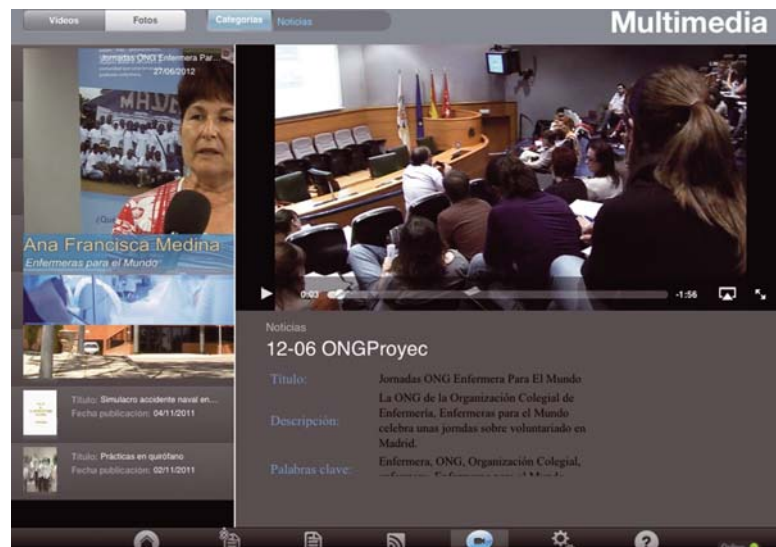 Vídeos
Fotos
Categorías
Noticias
Multimedia
Jornadas ONG Enfermera Par...
27/06/2012
Ana Francisca Medina
Enfermeras para el Mundo
Título: Simulacro accidente naval en...
Fecha publicación: 04/11/2011
Título: Prácticas en quirófano
Fecha publicación: 02/11/2011
0:03
-1:56
Noticias
12-06 ONGProyec
Título:
Jornadas ONG Enfermera Para El Mundo
Descripción:
La ONG de la Organización Colegial de
Enfermería, Enfermeras para el Mundo
celebra unas jorndas sobre voluntariado en
Madrid.
Palabras clave:
Enfermera, ONG, Organización Colegial,